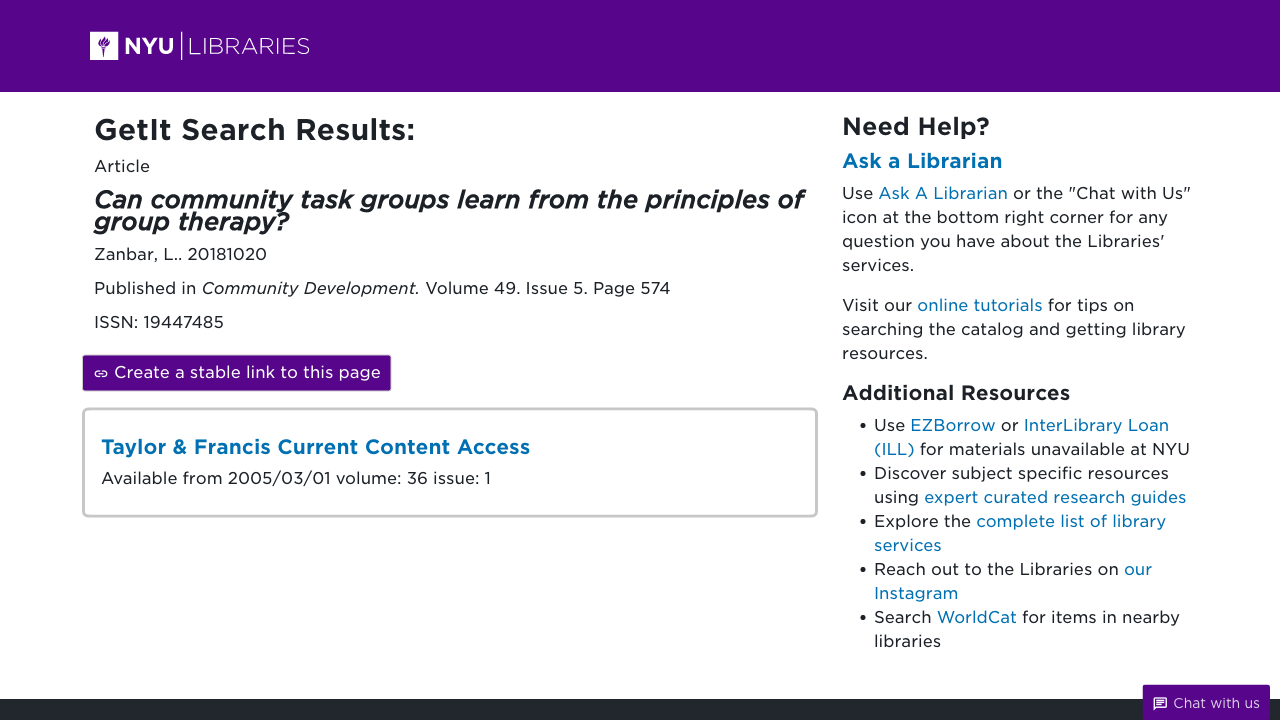 NYU LIBRARIES
GetIt Search Results:
Article
Can community task groups learn from the principles of
group therapy?
Zanbar, L.. 20181020
Published in Community Development. Volume 49. Issue 5. Page 574
ISSN: 19447485
Create a stable link to this page
Taylor & Francis Current Content Access
Available from 2005/03/01 volume: 36 issue: 1
Need Help?
Ask a Librarian
Use Ask A Librarian or the "Chat with Us"
icon at the bottom right corner for any
question you have about the Libraries'
services.
Visit our online tutorials for tips on
searching the catalog and getting library
resources.
Additional Resources
• Use EZBorrow or InterLibrary Loan
(ILL) for materials unavailable at NYU
• Discover subject specific resources
using expert curated research guides
• Explore the complete list of library
services
• Reach out to the Libraries on our
Instagram
• Search WorldCat for items in nearby
libraries
Chat with us